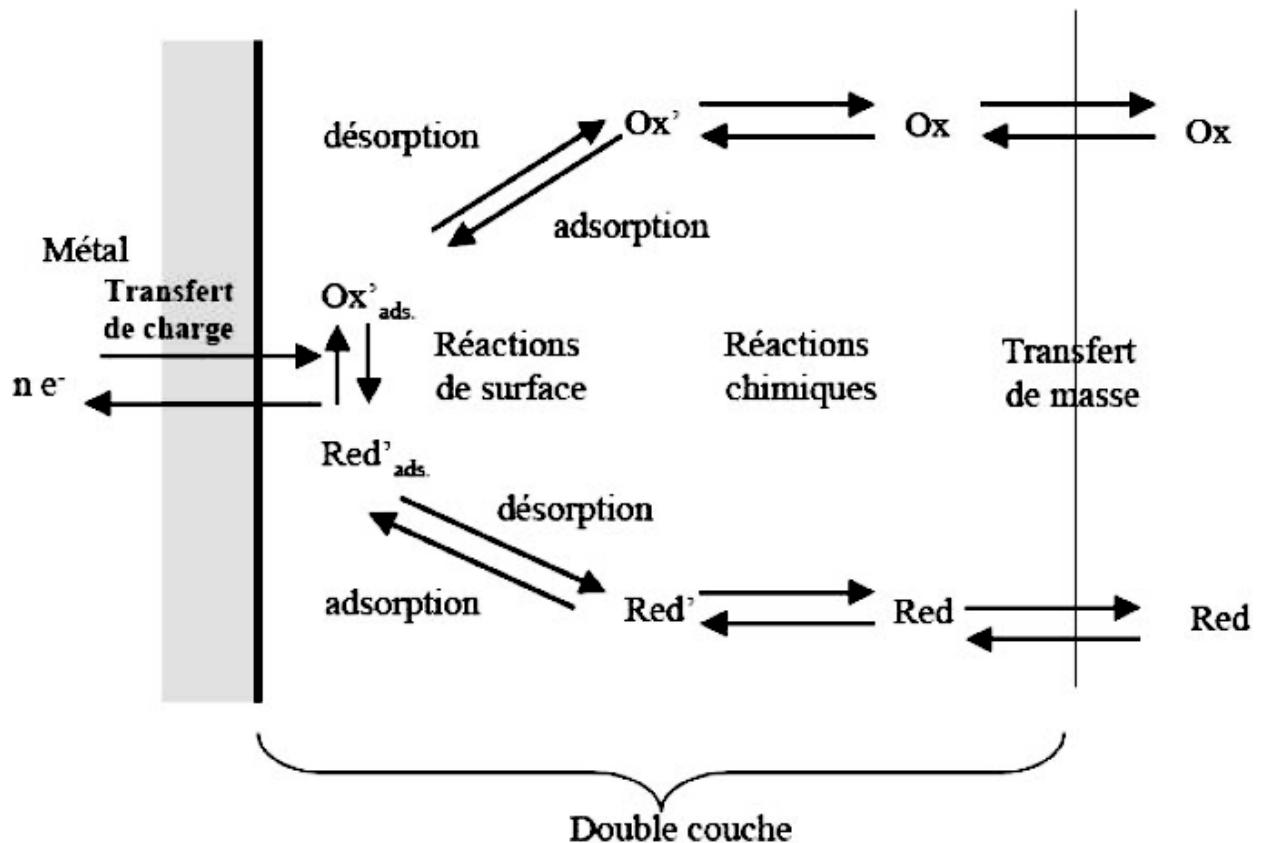 désorption
Ox’
Ox
Ox
adsorption
Métal
Transfert
de charge
Ox’ads.
Réactions
de surface
Réactions
chimiques
Transfert
de masse
n e-
Red’ads.
désorption
adsorption
Red’
Red
Red
Double couche